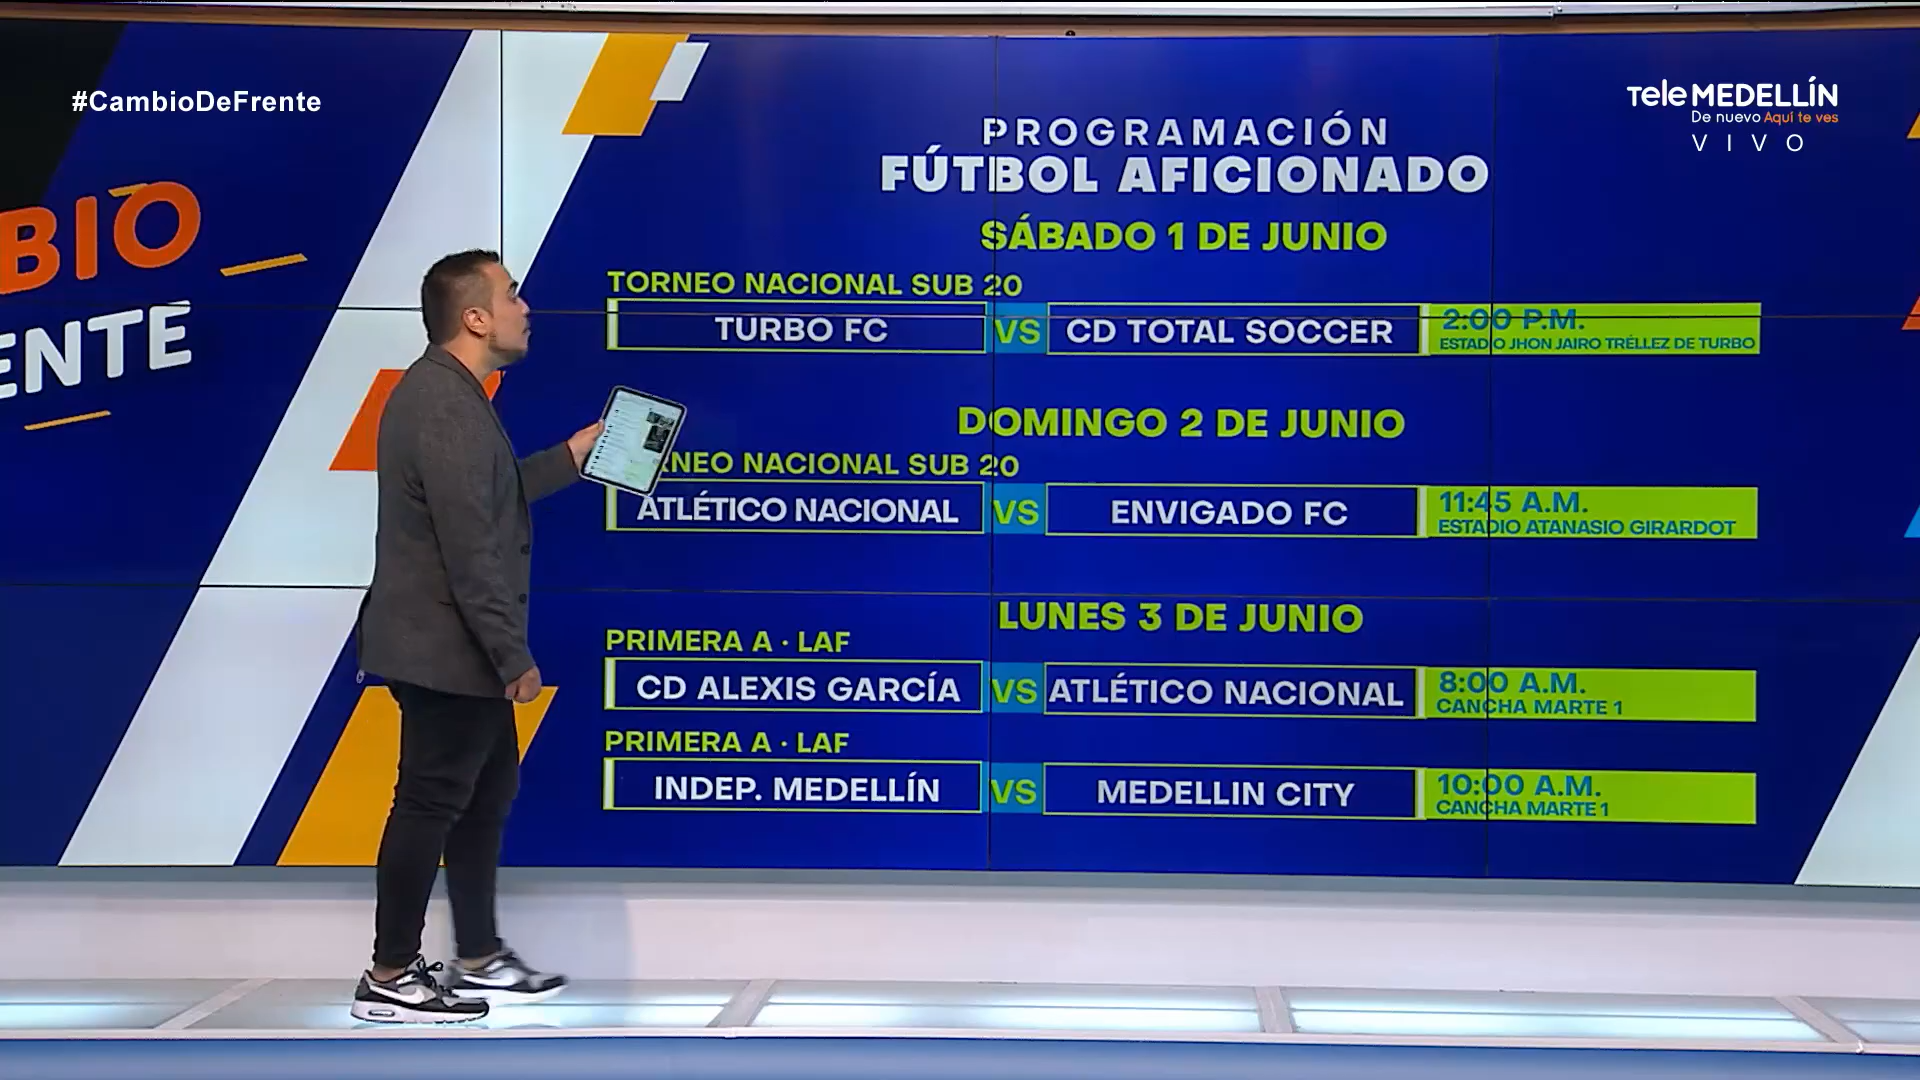 #CambioDeFrente
TeleMEDELLÍN
De nuevo Aquí te ves
VIVO
BIO
ENTE
PROGRAMACIÓN
FÚTBOL AFICIONADO
SÁBADO 1 DE JUNIO
TORNEO NACIONAL SUB 20
TURBO FC VS CD TOTAL SOCCER 2:00 P.M.
ESTADIO JHON JAIRO TRÉLLEZ DE TURBO
DOMINGO 2 DE JUNIO
RNEO NACIONAL SUB 20
ATLÉTICO NACIONAL VS ENVIGADO FC 11:45 A.M.
ESTADIO ATANASIO GIRARDOT
LUNES 3 DE JUNIO
PRIMERA A · LAF
CD ALEXIS GARCÍA VS ATLÉTICO NACIONAL 8:00 A.M.
CANCHA MARTE 1
PRIMERA A · LAF
INDEP. MEDELLÍN VS MEDELLIN CITY 10:00 A.M.
CANCHA MARTE 1